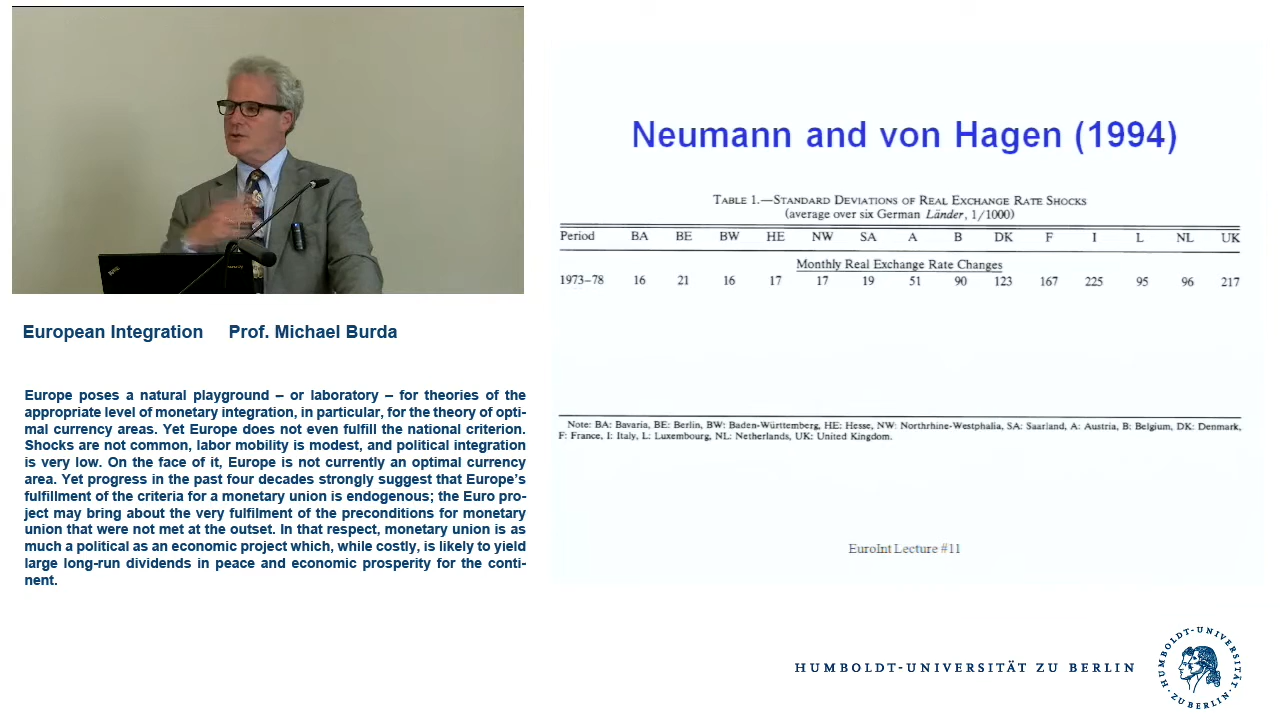 European Integration Prof. Michael Burda
Europe poses a natural playground – or laboratory – for theories of the
appropriate level of monetary integration, in particular, for the theory of opti-
mal currency areas. Yet Europe does not even fulfill the national criterion.
Shocks are not common, labor mobility is modest, and political integration
is very low. On the face of it, Europe is not currently an optimal currency
area. Yet progress in the past four decades strongly suggest that Europe's
fulfillment of the criteria for a monetary union is endogenous; the Euro pro-
ject may bring about the very fulfilment of the preconditions for monetary
union that were not met at the outset. In that respect, monetary union is as
much a political as an economic project which, while costly, is likely to yield
large long-run dividends in peace and economic prosperity for the conti-
nent.
Neumann and von Hagen (1994)
TABLE 1.—STANDARD DEVIATIONS OF REAL EXCHANGE RATE SHOCKS
(average over six German Länder, 1/1000)
Period BA BE BW HE NW SA A B DK F I L NL UK
Monthly Real Exchange Rate Changes
1973–78 16 21 16 17 17 19 51 90 123 167 225 95 96 217
Note: BA: Bavaria, BE: Berlin, BW: Baden-Württemberg, HE: Hesse, NW: Northrhine-Westphalia, SA: Saarland, A: Austria, B: Belgium, DK: Denmark,
F: France, I: Italy, L: Luxembourg, NL: Netherlands, UK: United Kingdom.
EuroInt Lecture #11
HUMBOLDT-UNIVERSITÄT ZU BERLIN
HUMBOLDT-UNIVERSITÄT
ZU BERLIN